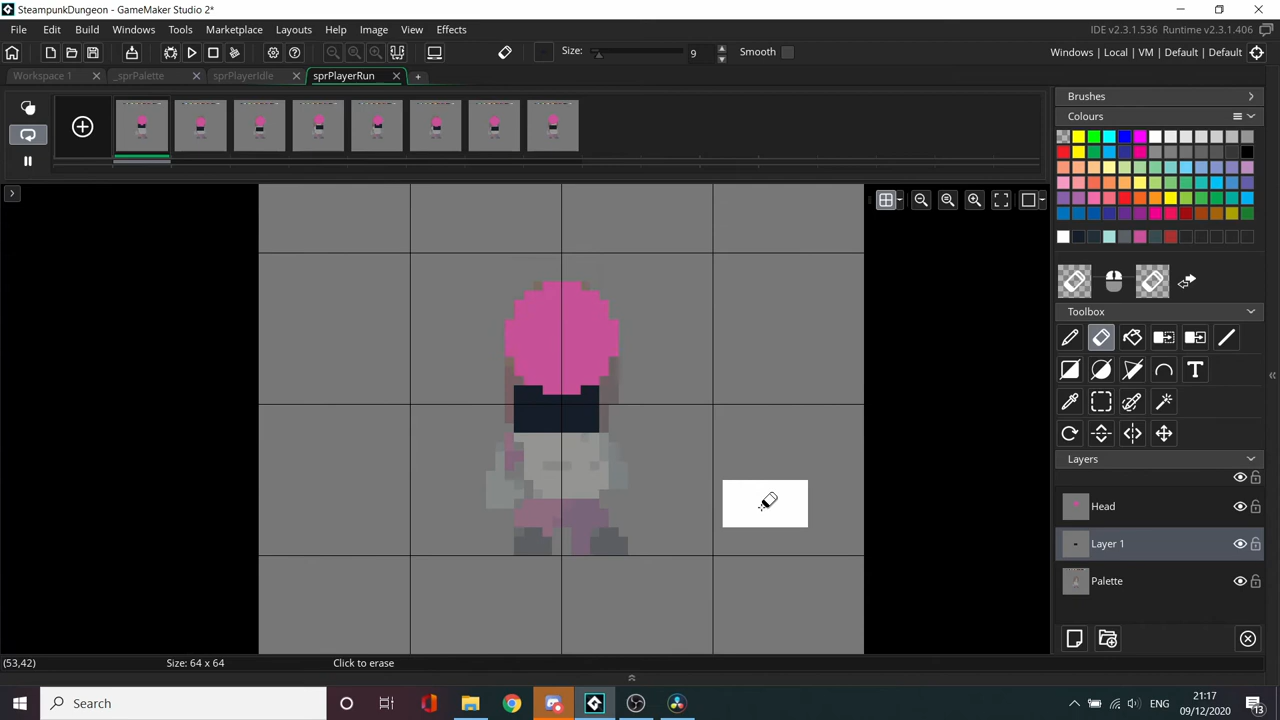 SteampunkDungeon - GameMaker Studio 2*
File Edit Build Windows Tools Marketplace Layouts Help Image View Effects
IDE v2.3.1.536 Runtime v2.3.1.406
Size: 9 Smooth
Windows | Local | VM | Default | Default
Workspace 1 _sprPalette sprPlayerIdle sprPlayerRun
Brushes
Colours
Toolbox
T
Layers
Head
Layer 1
Palette
(53,42) Size: 64 x 64 Click to erase
Search
ENG
21:17
09/12/2020
13